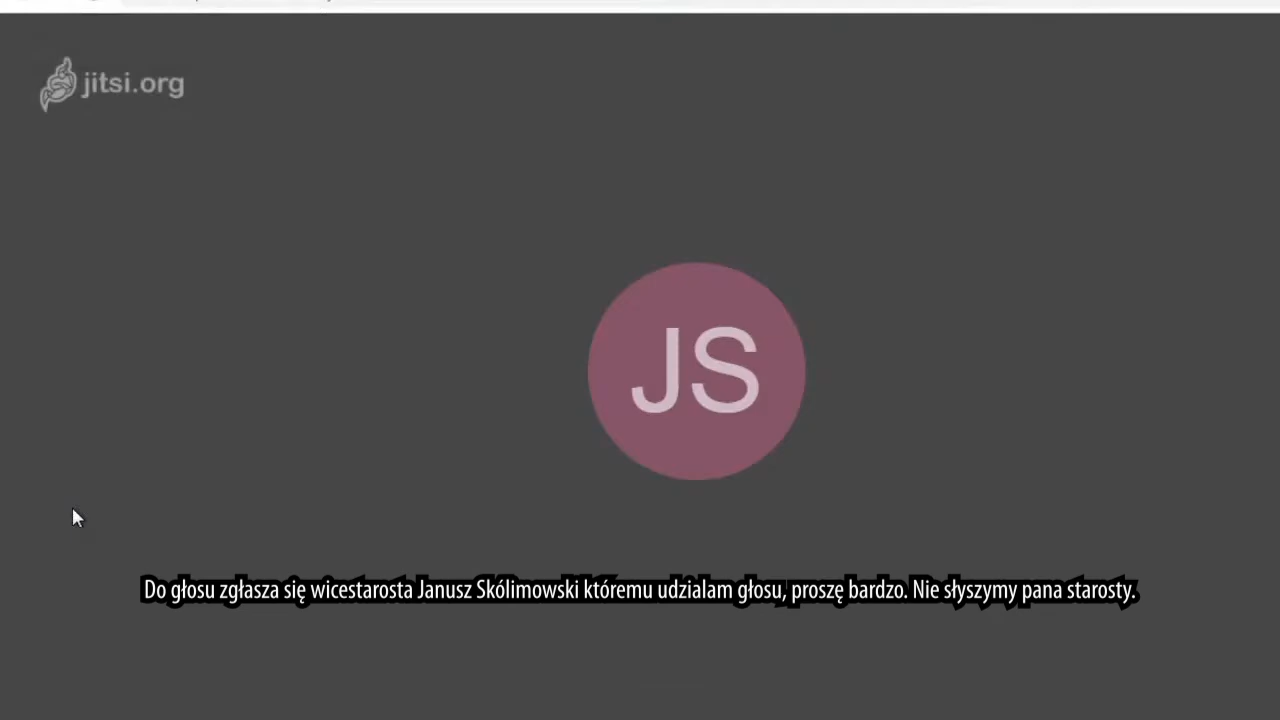 jitsi.org
JS
Do głosu zgłasza się wicestarosta Janusz Skólimowski któremu udzialam głosu, proszę bardzo. Nie słyszymy pana starosty.